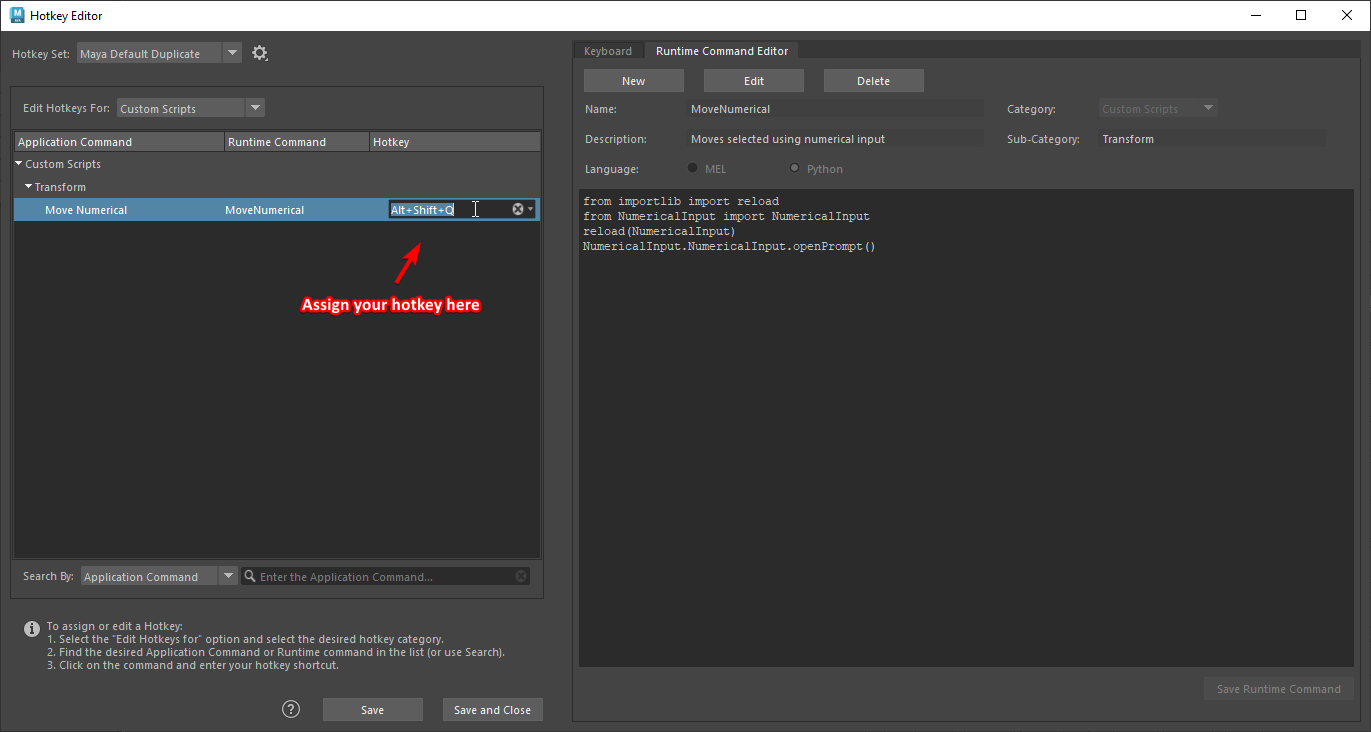 Hotkey Editor
Hotkey Set: Maya Default Duplicate
Edit Hotkeys For: Custom Scripts
Application Command Runtime Command Hotkey
Custom Scripts
Transform
Move Numerical MoveNumerical Alt+Shift+Q
Assign your hotkey here
Search By: Application Command Enter the Application Command...
To assign or edit a Hotkey:
1. Select the "Edit Hotkeys for" option and select the desired hotkey category.
2. Find the desired Application Command or Runtime command in the list (or use Search).
3. Click on the command and enter your hotkey shortcut.
? Save Save and Close
Keyboard Runtime Command Editor
New Edit Delete
Name: MoveNumerical Category: Custom Scripts
Description: Moves selected using numerical input Sub-Category: Transform
Language: MEL Python
from importlib import reload
from NumericalInput import NumericalInput
reload(NumericalInput)
NumericalInput.NumericalInput.openPrompt()
Save Runtime Command